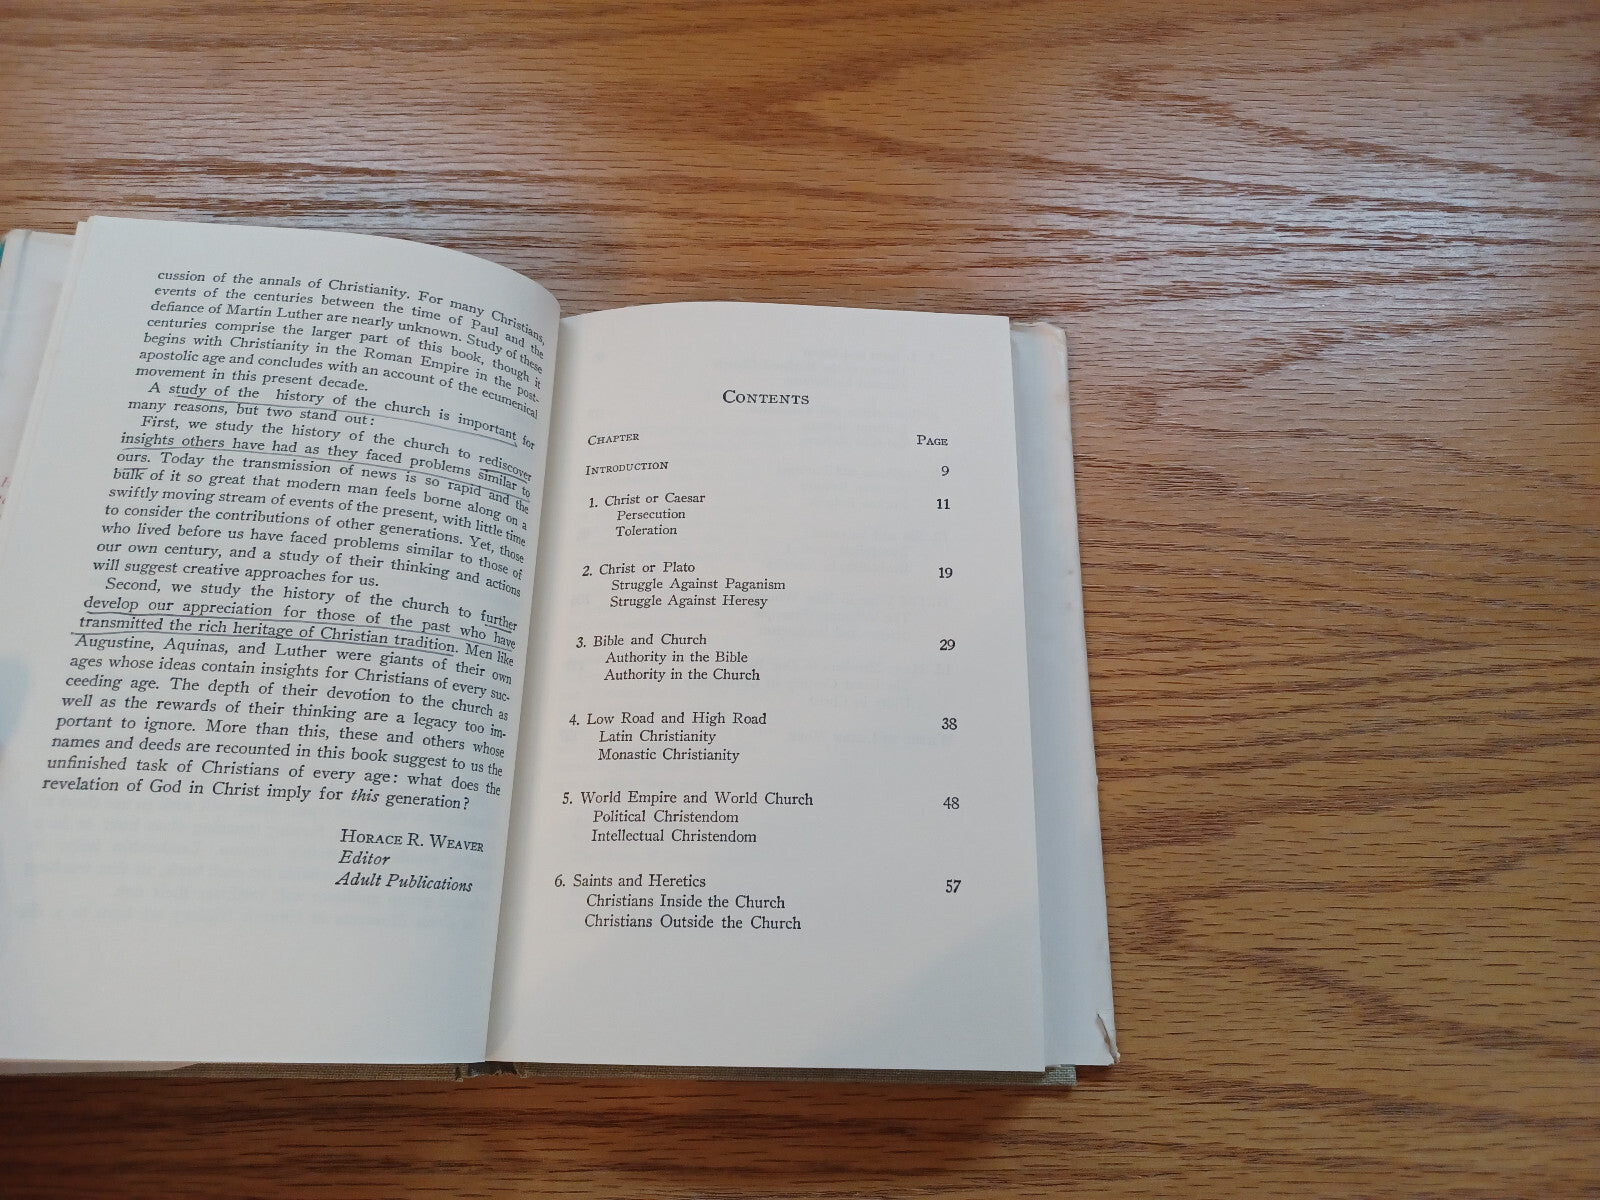 cussion of the annals of Christianity. For many Christians,
events of the centuries between the time of Paul and the
defiance of Martin Luther are nearly unknown. Study of these
centuries comprise the larger part of this book, though it
begins with Christianity in the Roman Empire in the post-
apostolic age and concludes with an account of the ecumenical
movement in this present decade.
A study of the history of the church is important for
many reasons, but two stand out:
First, we study the history of the church to rediscover
insights others have had as they faced problems similar to
ours. Today the transmission of news is so rapid and the
bulk of it so great that modern man feels borne along on a
swiftly moving stream of events of the present, with little time
to consider the contributions of other generations. Yet, those
who lived before us have faced problems similar to those of
our own century, and a study of their thinking and actions
will suggest creative approaches for us.
Second, we study the history of the church to further
develop our appreciation for those of the past who have
transmitted the rich heritage of Christian tradition. Men like
Augustine, Aquinas, and Luther were giants of their own
ages whose ideas contain insights for Christians of every suc-
ceeding age. The depth of their devotion to the church as
well as the rewards of their thinking are a legacy too im-
portant to ignore. More than this, these and others whose
names and deeds are recounted in this book suggest to us the
unfinished task of Christians of every age: what does the
revelation of God in Christ imply for this generation?
HORACE R. WEAVER
Editor
Adult Publications
CONTENTS
CHAPTER PAGE
INTRODUCTION 9
1. Christ or Caesar 11
Persecution
Toleration
2. Christ or Plato 19
Struggle Against Paganism
Struggle Against Heresy
3. Bible and Church 29
Authority in the Bible
Authority in the Church
4. Low Road and High Road 38
Latin Christianity
Monastic Christianity
5. World Empire and World Church 48
Political Christendom
Intellectual Christendom
6. Saints and Heretics 57
Christians Inside the Church
Christians Outside the Church